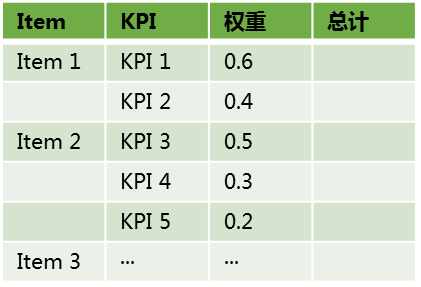 Item KPI 权重 总计
Item 1 KPI 1 0.6
KPI 2 0.4
Item 2 KPI 3 0.5
KPI 4 0.3
KPI 5 0.2
Item 3 ... ...